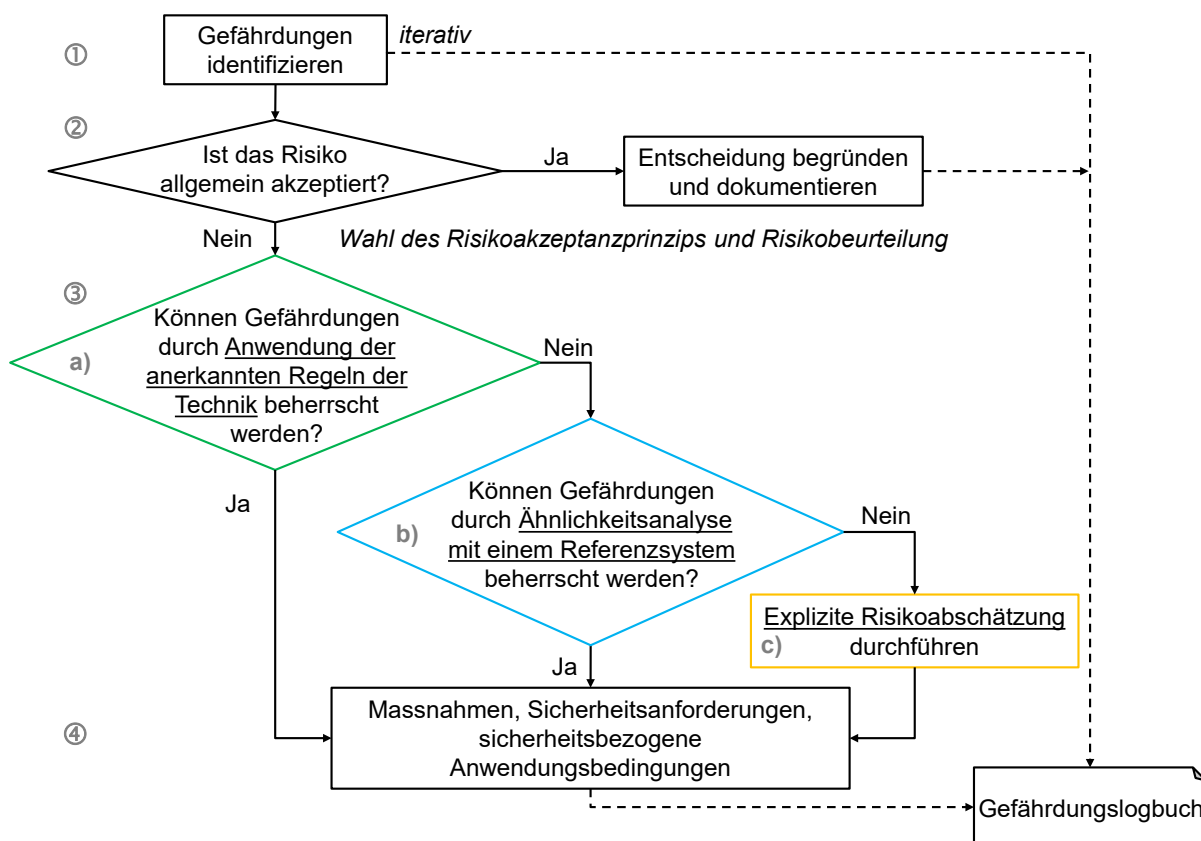 Gefährdungen
identifizieren
iterativ
①
②
Ist das Risiko
allgemein akzeptiert?
Ja
Entscheidung begründen
und dokumentieren
Nein
Wahl des Risikoakzeptanzprinzips und Risikobeurteilung
③
a)
Können Gefährdungen
durch Anwendung der
anerkannten Regeln der
Technik beherrscht
werden?
Nein
Ja
b)
Können Gefährdungen
durch Ähnlichkeitsanalyse
mit einem Referenzsystem
beherrscht werden?
Nein
Explizite Risikoabschätzung
c) durchführen
Ja
④
Massnahmen, Sicherheitsanforderungen,
sicherheitsbezogene
Anwendungsbedingungen
Gefährdungslogbuch